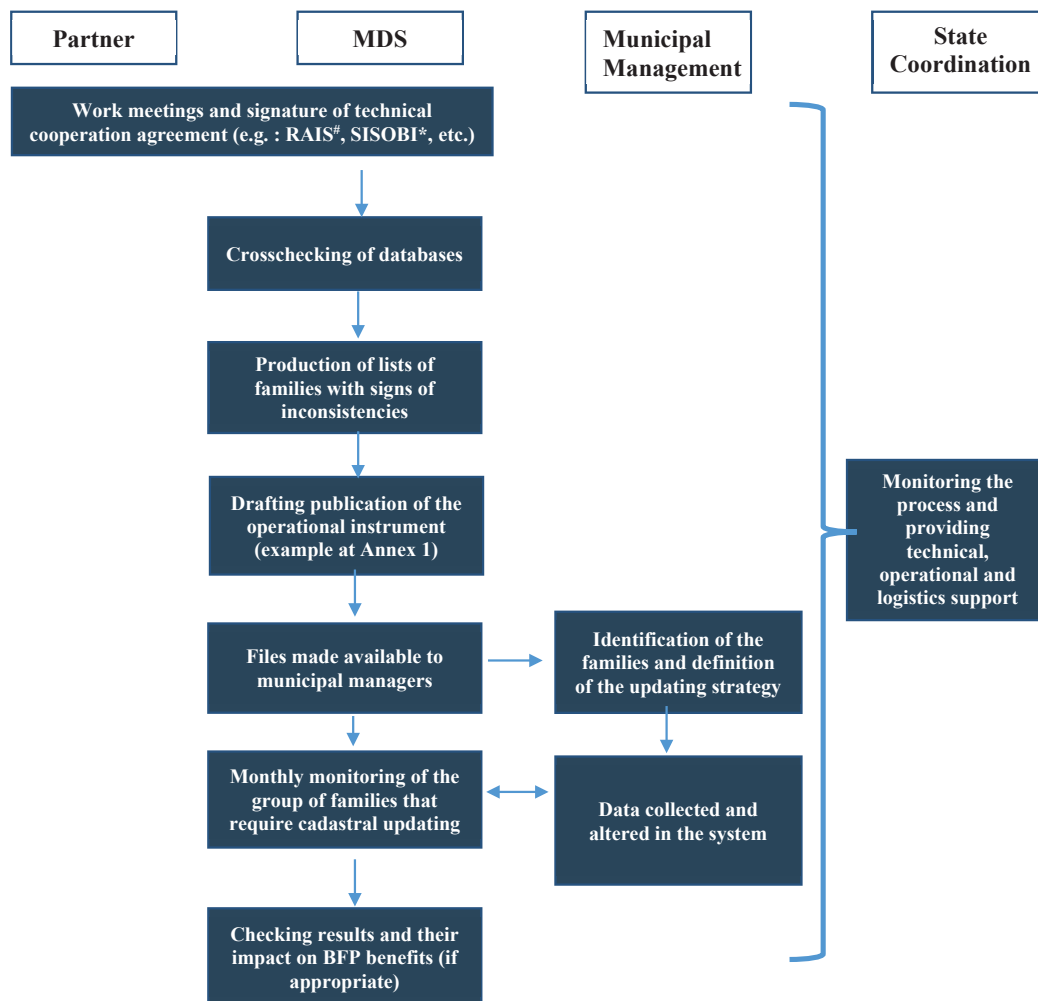 Partner
MDS
Municipal
Management
State
Coordination
Work meetings and signature of technical
cooperation agreement (e.g. : RAIS#, SISOBI*, etc.)
Crosschecking of databases
Production of lists of
families with signs of
inconsistencies
Drafting publication of the
operational instrument
(example at Annex 1)
Files made available to
municipal managers
Identification of the
families and definition
of the updating strategy
Monthly monitoring of the
group of families that
require cadastral updating
Data collected and
altered in the system
Checking results and their
impact on BFP benefits (if
appropriate)
Monitoring the
process and
providing
technical,
operational and
logistics support